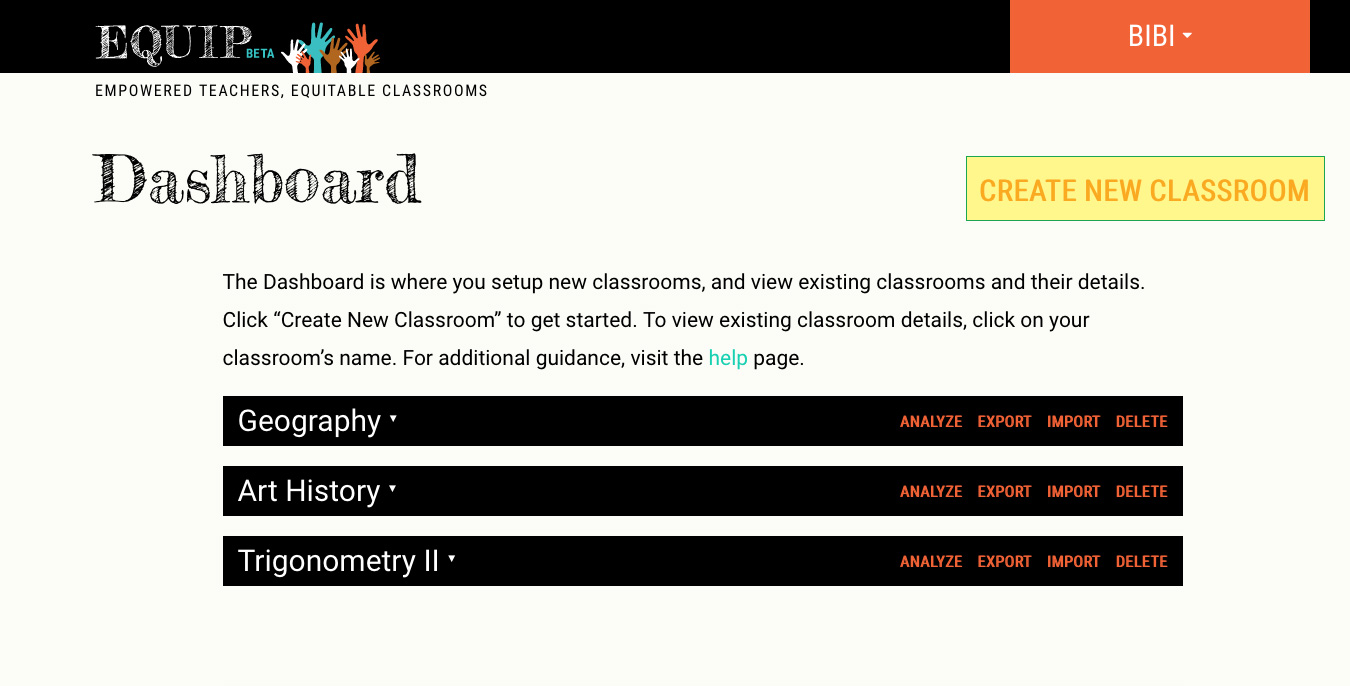 EQUIP BETA
BIBI
EMPOWERED TEACHERS, EQUITABLE CLASSROOMS
Dashboard
CREATE NEW CLASSROOM
The Dashboard is where you setup new classrooms, and view existing classrooms and their details.
Click “Create New Classroom” to get started. To view existing classroom details, click on your
classroom’s name. For additional guidance, visit the help page.
Geography ANALYZE EXPORT IMPORT DELETE
Art History ANALYZE EXPORT IMPORT DELETE
Trigonometry II ANALYZE EXPORT IMPORT DELETE